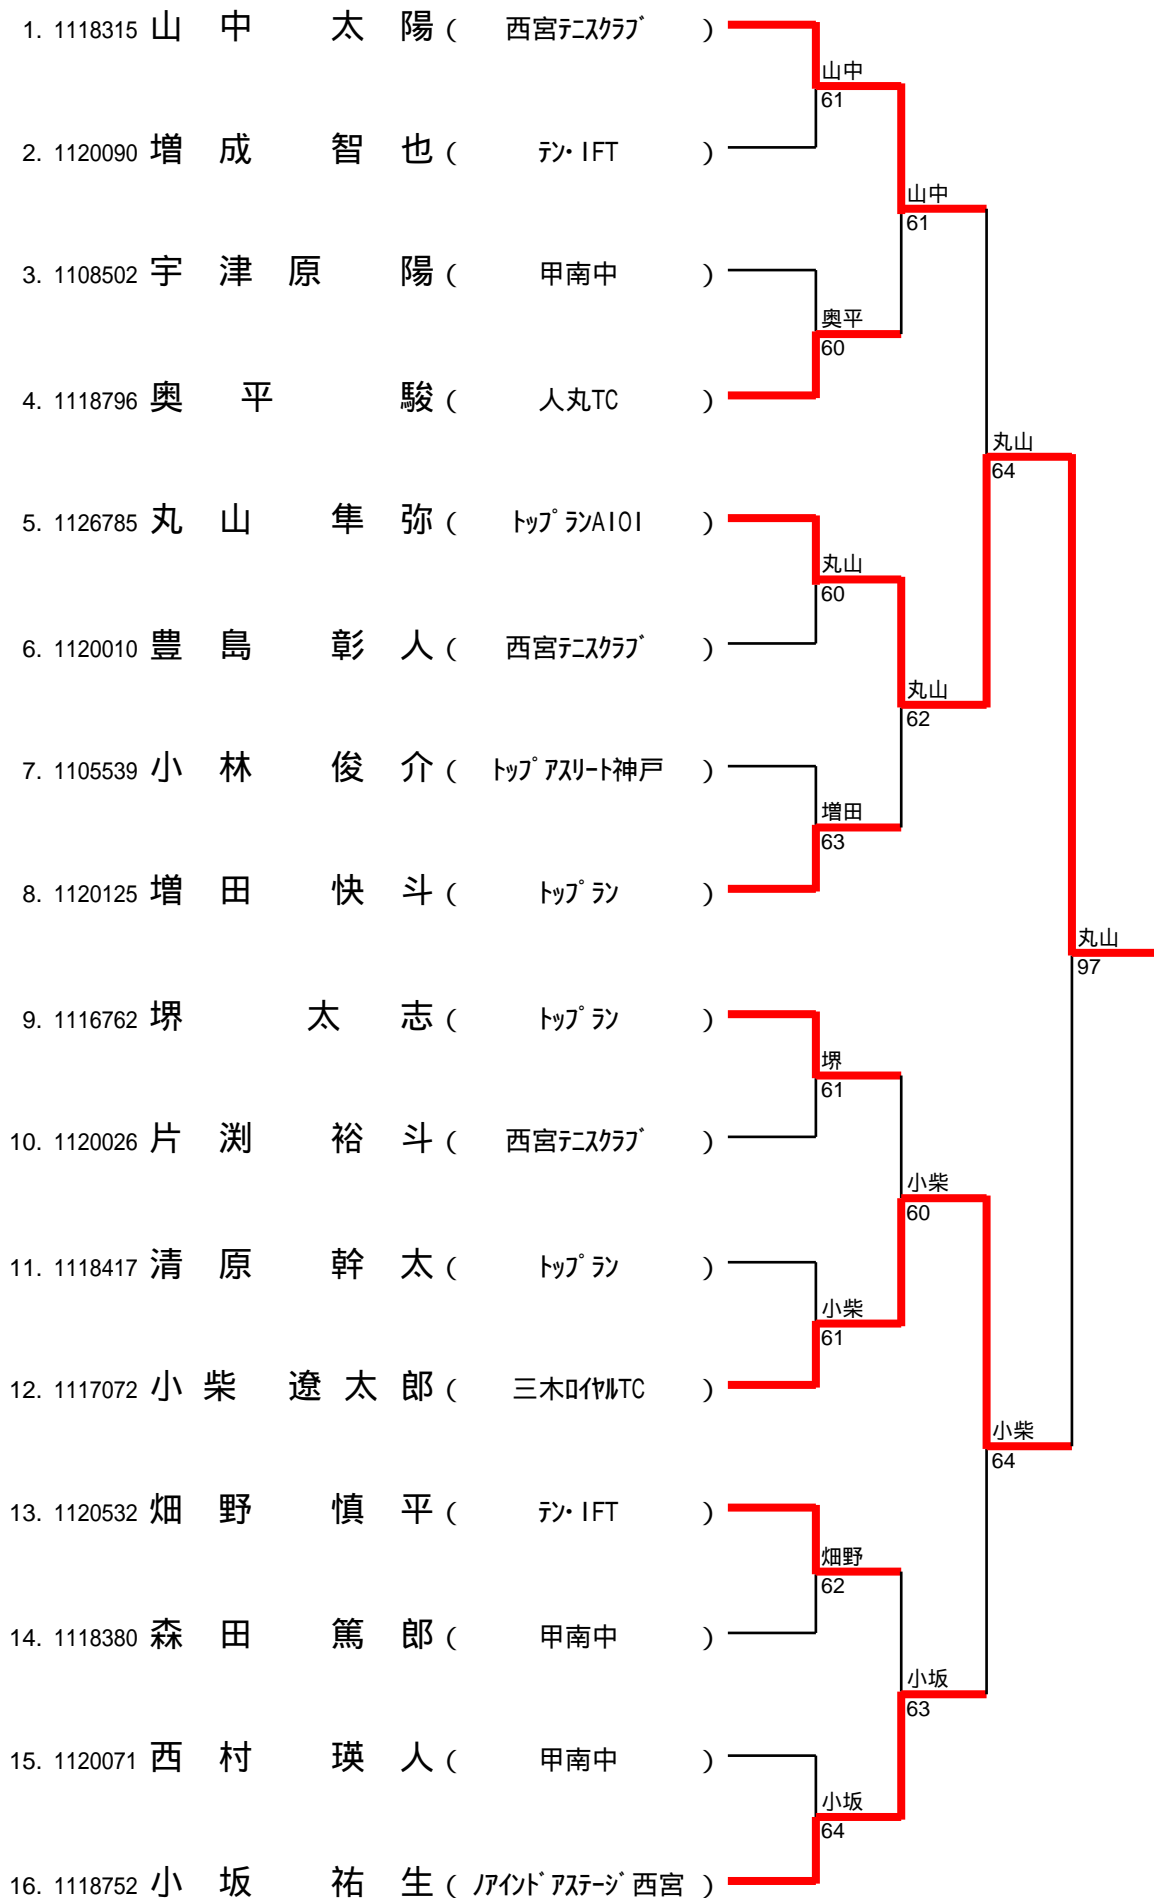 1. 1118315 山中 太陽 ( 西宮ﾃﾆｽｸﾗﾌﾞ )
山中
61
2. 1120090 増成 智也 ( ﾃﾝ･IFT )
山中
61
3. 1108502 宇津原 陽 ( 甲南中 )
奥平
60
4. 1118796 奥平 駿 ( 人丸TC )
丸山
64
5. 1126785 丸山 隼弥 ( ﾄｯﾌﾟﾗﾝAIOI )
丸山
60
6. 1120010 豊島 彰人 ( 西宮ﾃﾆｽｸﾗﾌﾞ )
丸山
62
7. 1105539 小林 俊介 ( ﾄｯﾌﾟｱｽﾘｰﾄ神戸 )
増田
63
8. 1120125 増田 快斗 ( ﾄｯﾌﾟﾗﾝ )
丸山
97
9. 1116762 堺 太志 ( ﾄｯﾌﾟﾗﾝ )
堺
61
10. 1120026 片渕 裕斗 ( 西宮ﾃﾆｽｸﾗﾌﾞ )
小柴
60
11. 1118417 清原 幹太 ( ﾄｯﾌﾟﾗﾝ )
小柴
61
12. 1117072 小柴 遼太郎 ( 三木ﾛｲﾔﾙTC )
小柴
64
13. 1120532 畑野 慎平 ( ﾃﾝ･IFT )
畑野
62
14. 1118380 森田 篤郎 ( 甲南中 )
小坂
63
15. 1120071 西村 瑛人 ( 甲南中 )
小坂
64
16. 1118752 小坂 祐生 ( ﾉｱｲﾝﾄﾞｱｽﾃｰｼﾞ西宮 )